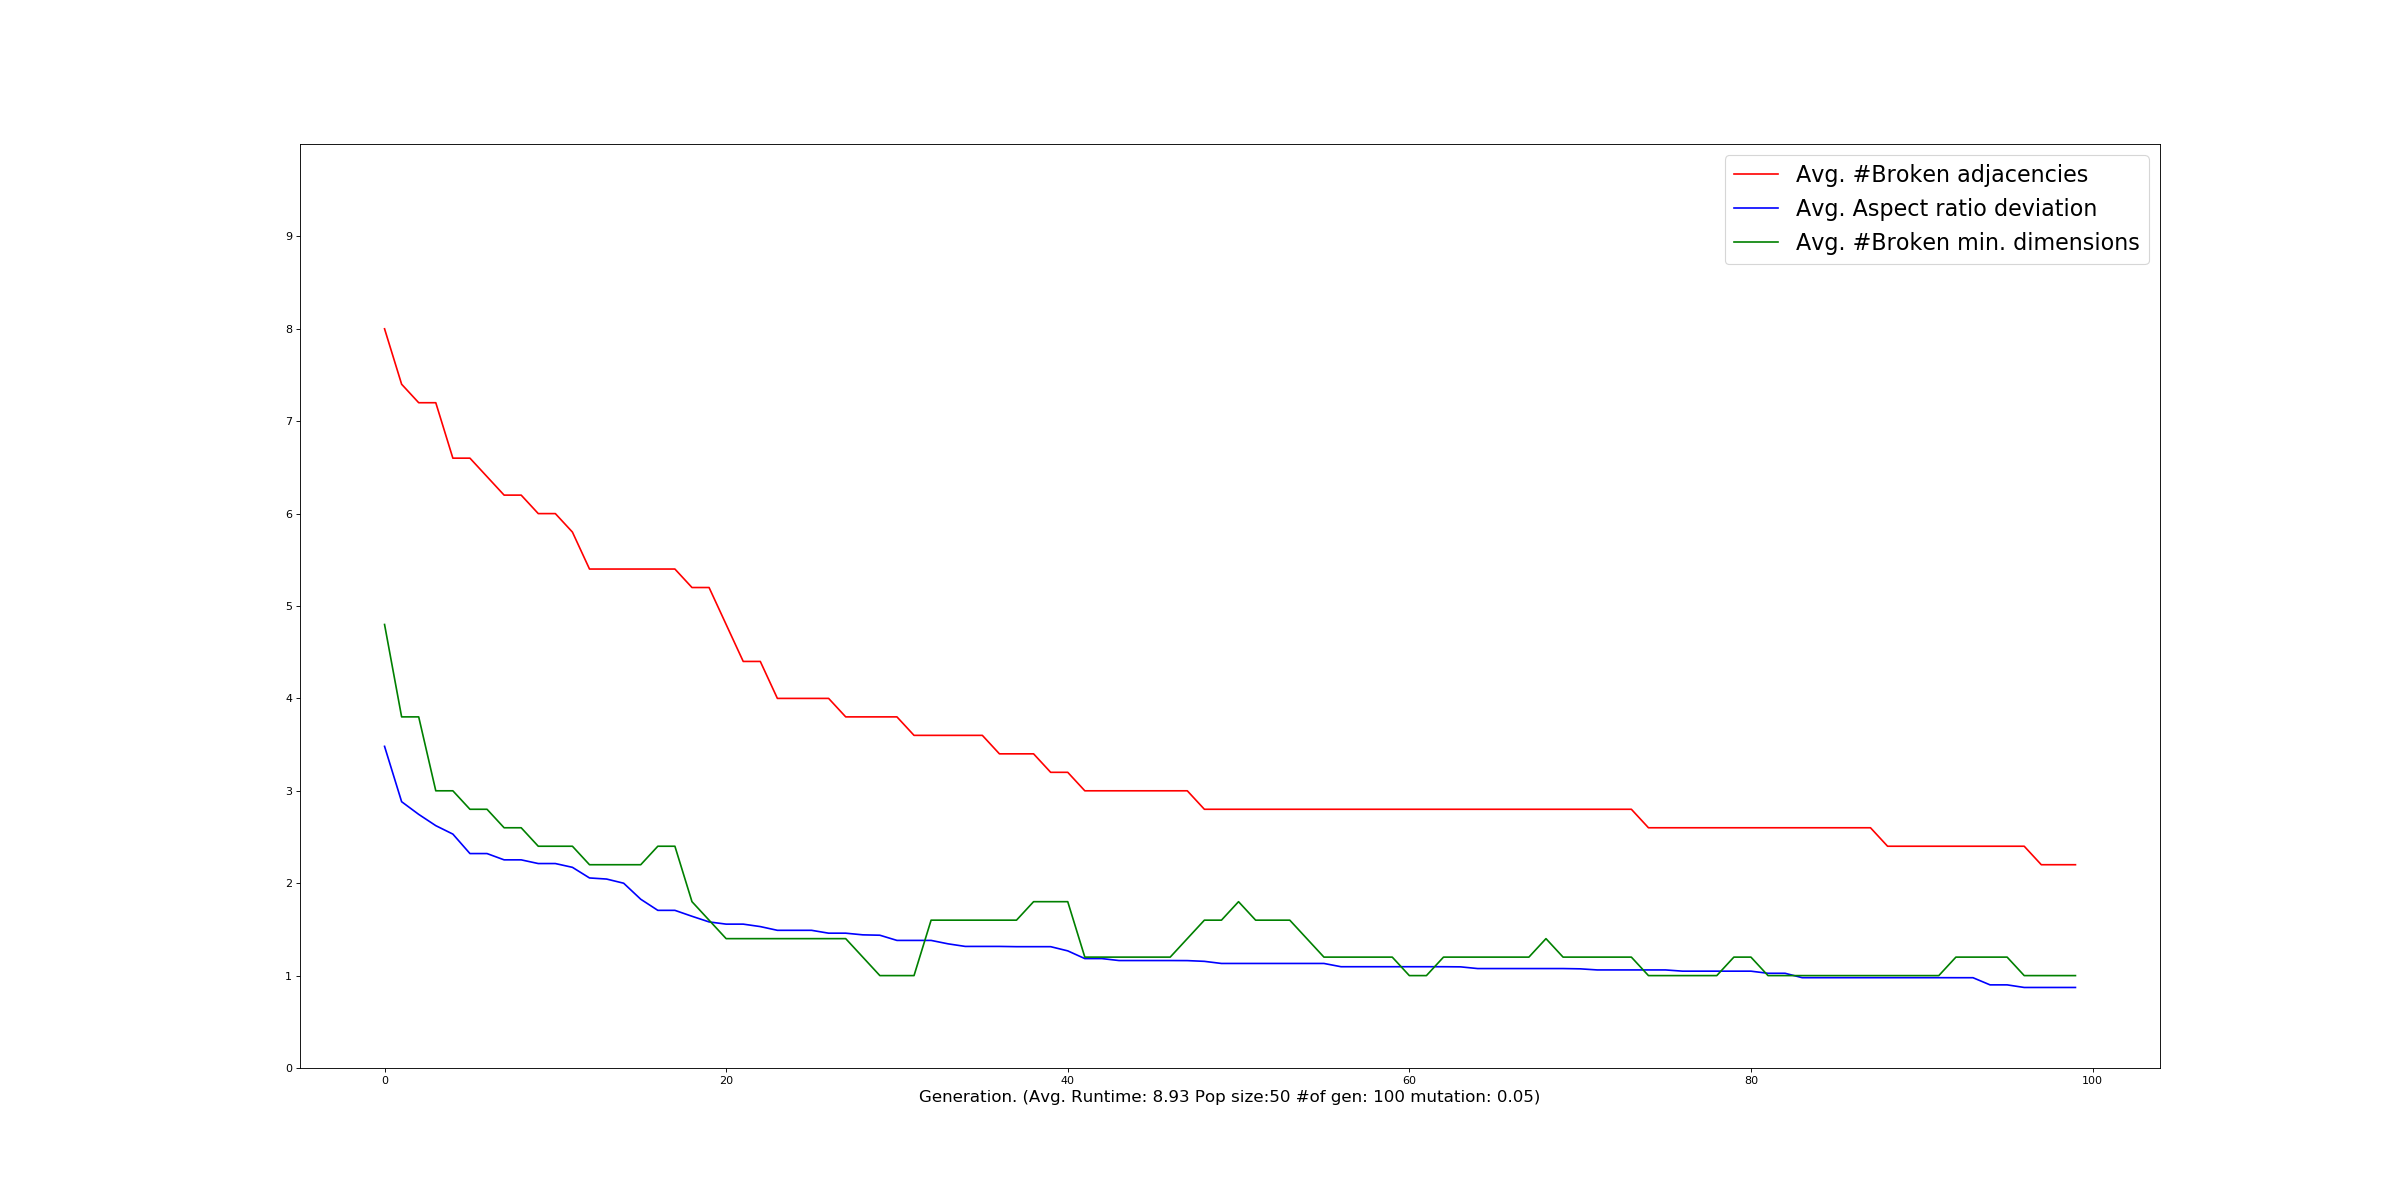 Avg. #Broken adjacencies
Avg. Aspect ratio deviation
Avg. #Broken min. dimensions
9
8
7
6
5
4
3
2
1
0
0 20 40 60 80 100
Generation. (Avg. Runtime: 8.93 Pop size:50 #of gen: 100 mutation: 0.05)